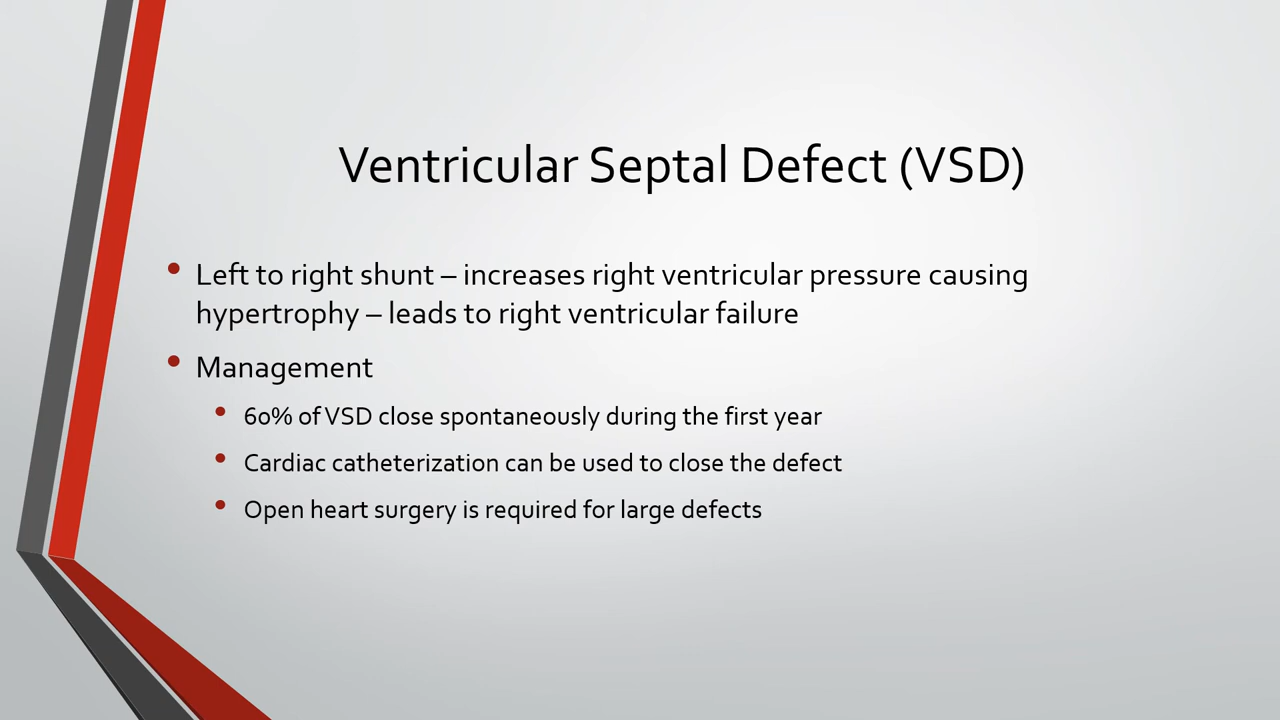 Ventricular Septal Defect (VSD)
• Left to right shunt – increases right ventricular pressure causing
hypertrophy – leads to right ventricular failure
• Management
• 60% of VSD close spontaneously during the first year
• Cardiac catheterization can be used to close the defect
• Open heart surgery is required for large defects